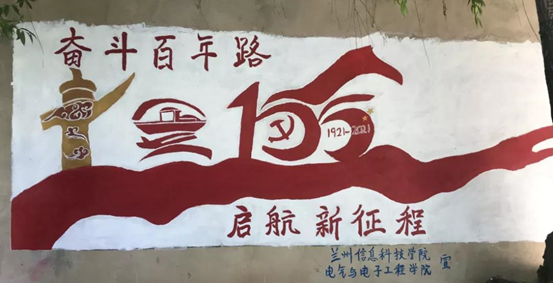 奋斗百年路
100
1921-2021
启航新征程
兰州信息科技学院
电气与电子工程学院 宣